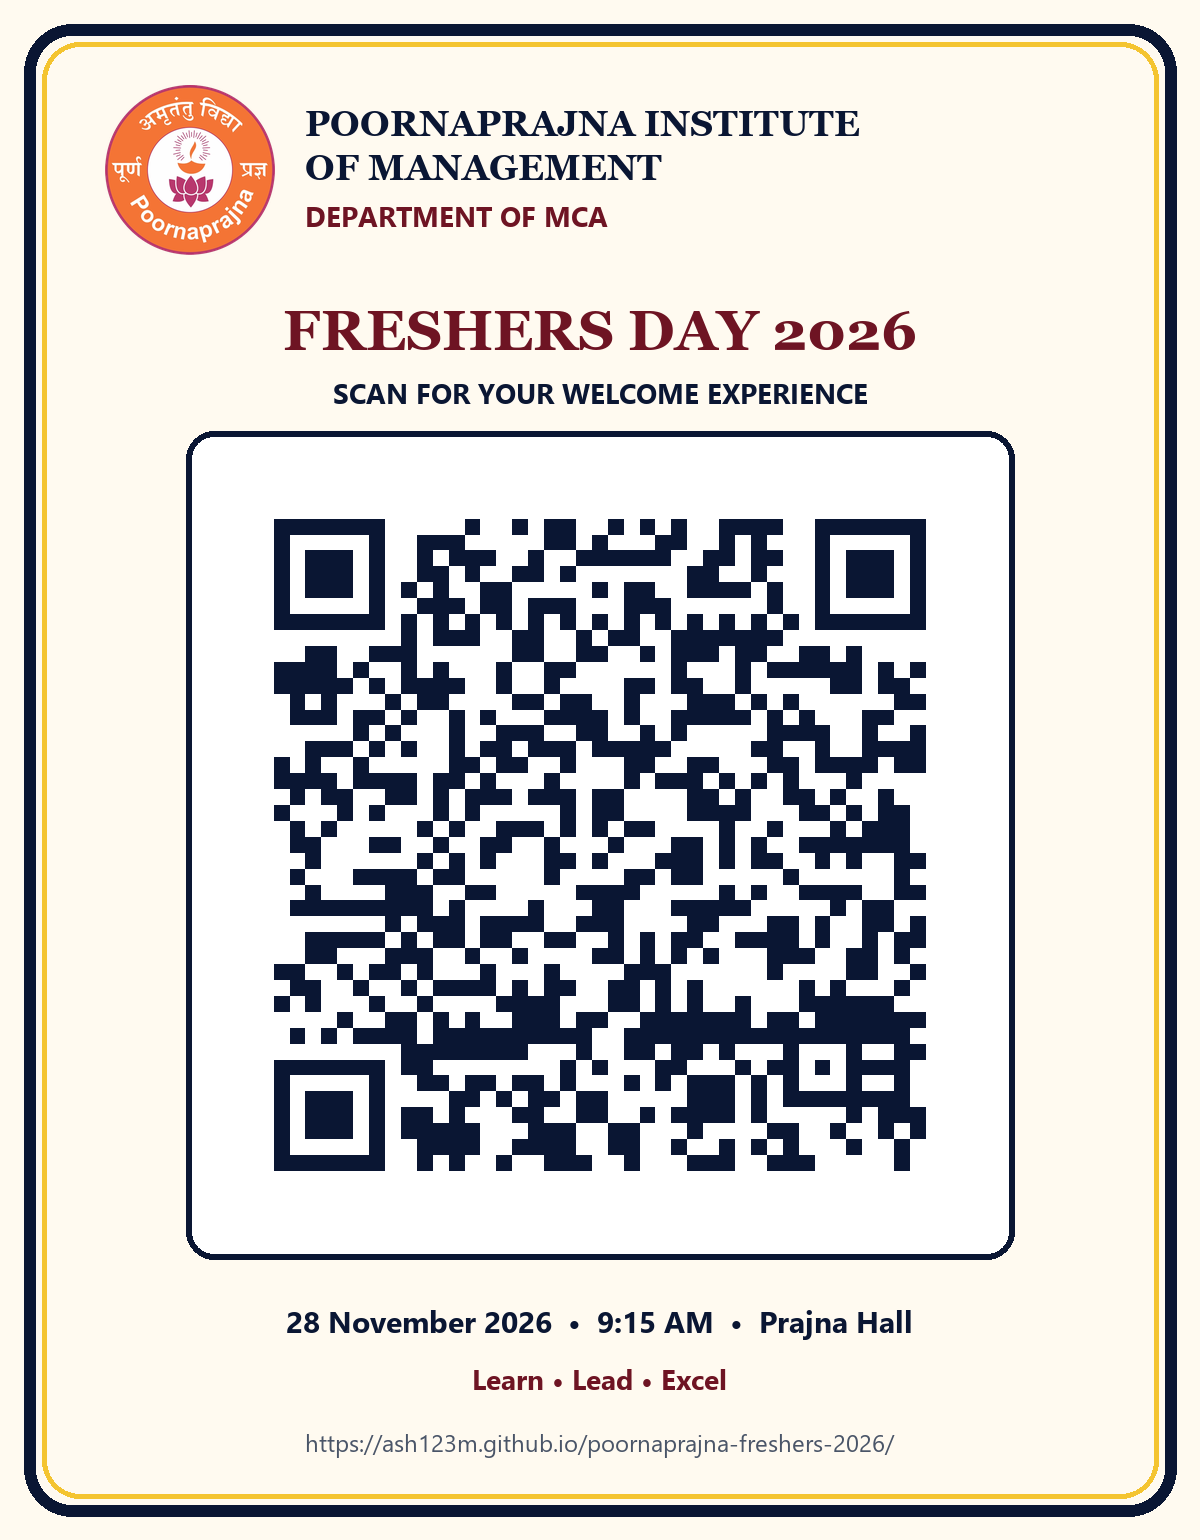 अमृतंतु विद्या
पूर्ण
प्रज्ञ
Poornaprajna
POORNAPRAJNA INSTITUTE
OF MANAGEMENT
DEPARTMENT OF MCA
FRESHERS DAY 2026
SCAN FOR YOUR WELCOME EXPERIENCE
28 November 2026 • 9:15 AM • Prajna Hall
Learn • Lead • Excel
https://ash123m.github.io/poornaprajna-freshers-2026/